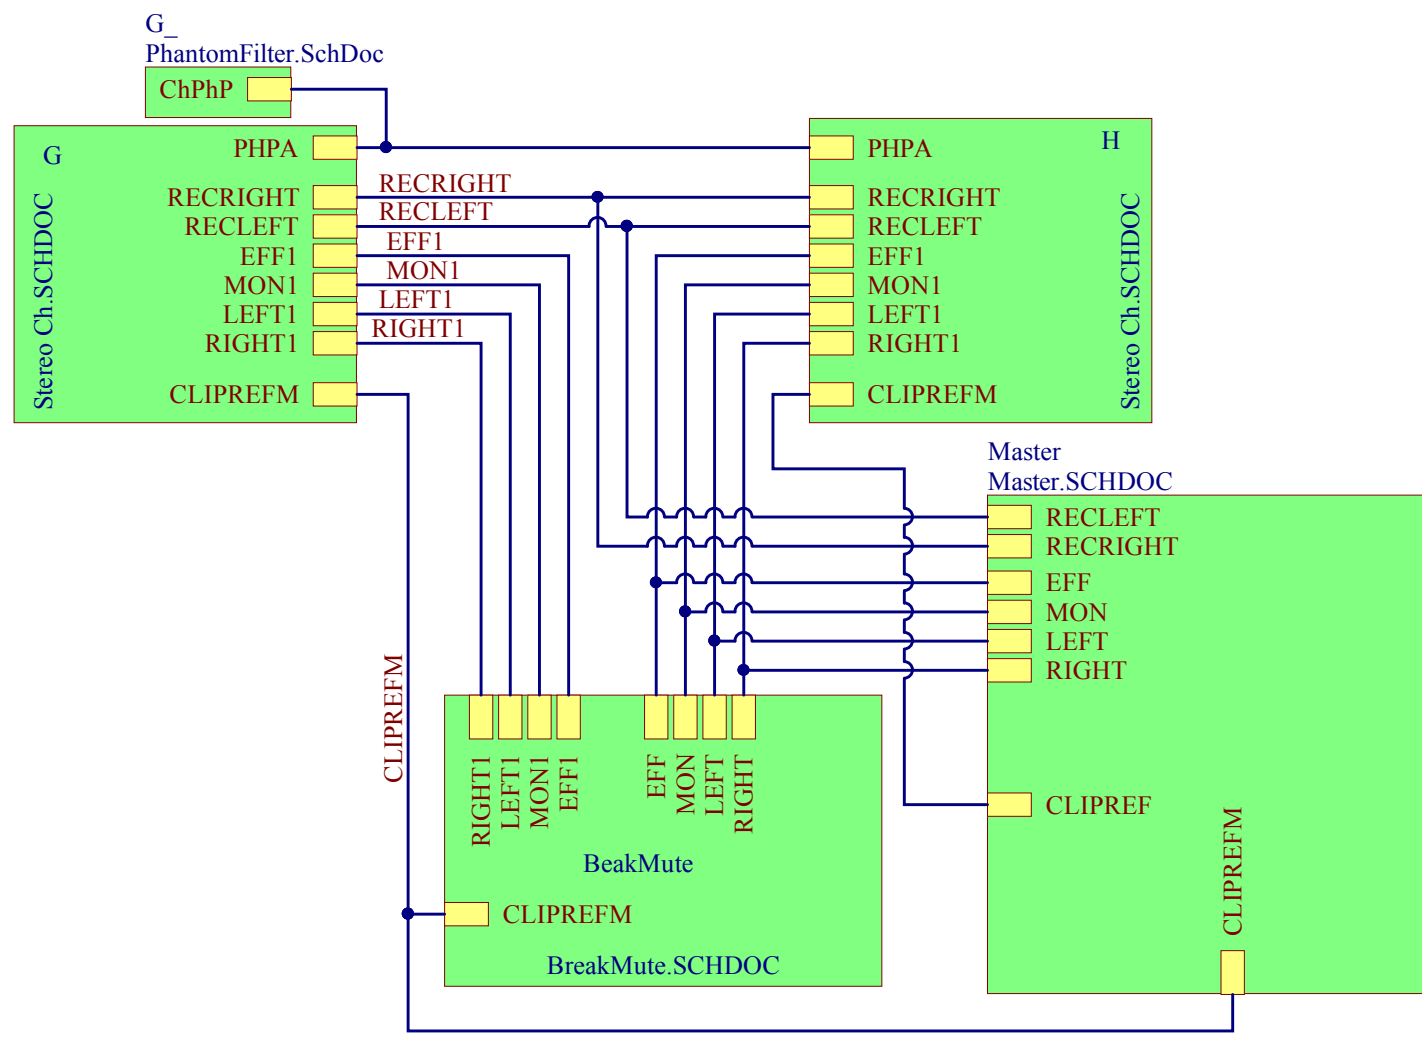 G_
PhantomFilter.SchDoc
ChPhP
G
Stereo Ch.SCHDOC
PHPA
RECRIGHT
RECLEFT
EFF1
MON1
LEFT1
RIGHT1
CLIPREFM
RECRIGHT
RECLEFT
EFF1
MON1
LEFT1
RIGHT1
CLIPREFM
H
Stereo Ch.SCHDOC
PHPA
RECRIGHT
RECLEFT
EFF1
MON1
LEFT1
RIGHT1
CLIPREFM
Master
Master.SCHDOC
RECLEFT
RECRIGHT
EFF
MON
LEFT
RIGHT
CLIPREF
CLIPREFM
RIGHT1
LEFT1
MON1
EFF1
EFF
MON
LEFT
RIGHT
BeakMute
CLIPREFM
BreakMute.SCHDOC